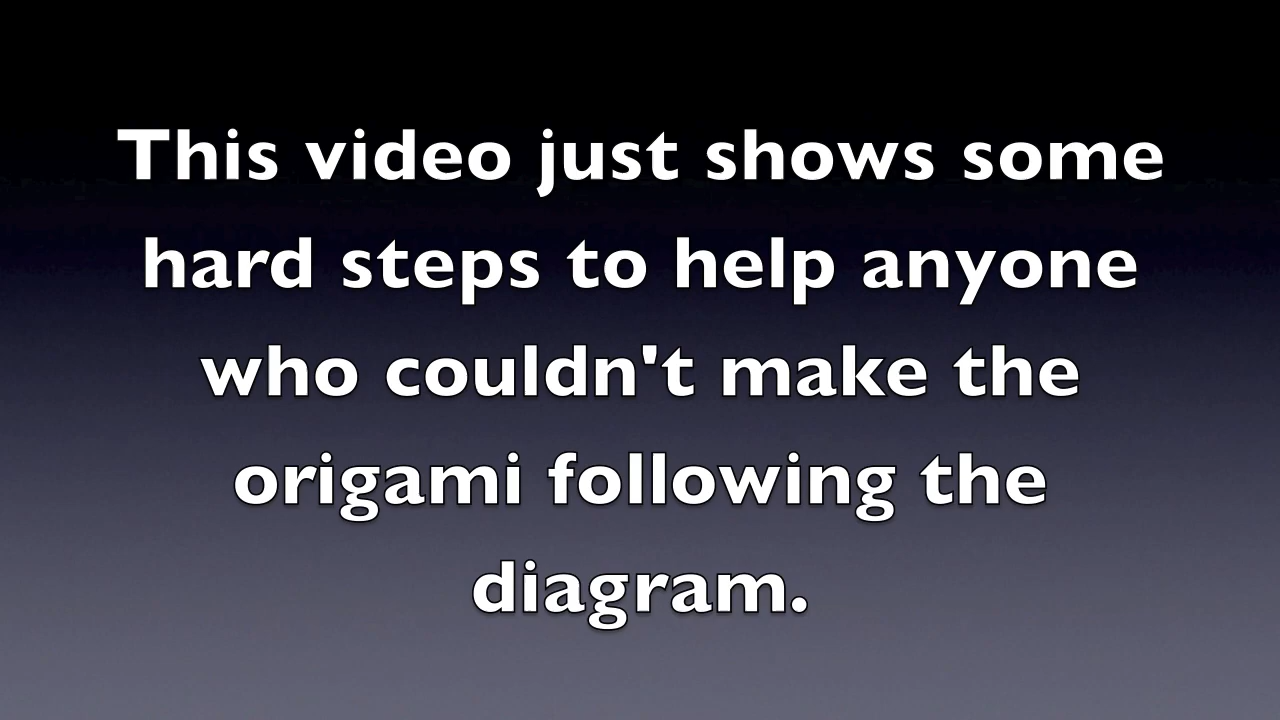 This video just shows some
hard steps to help anyone
who couldn't make the
origami following the
diagram.